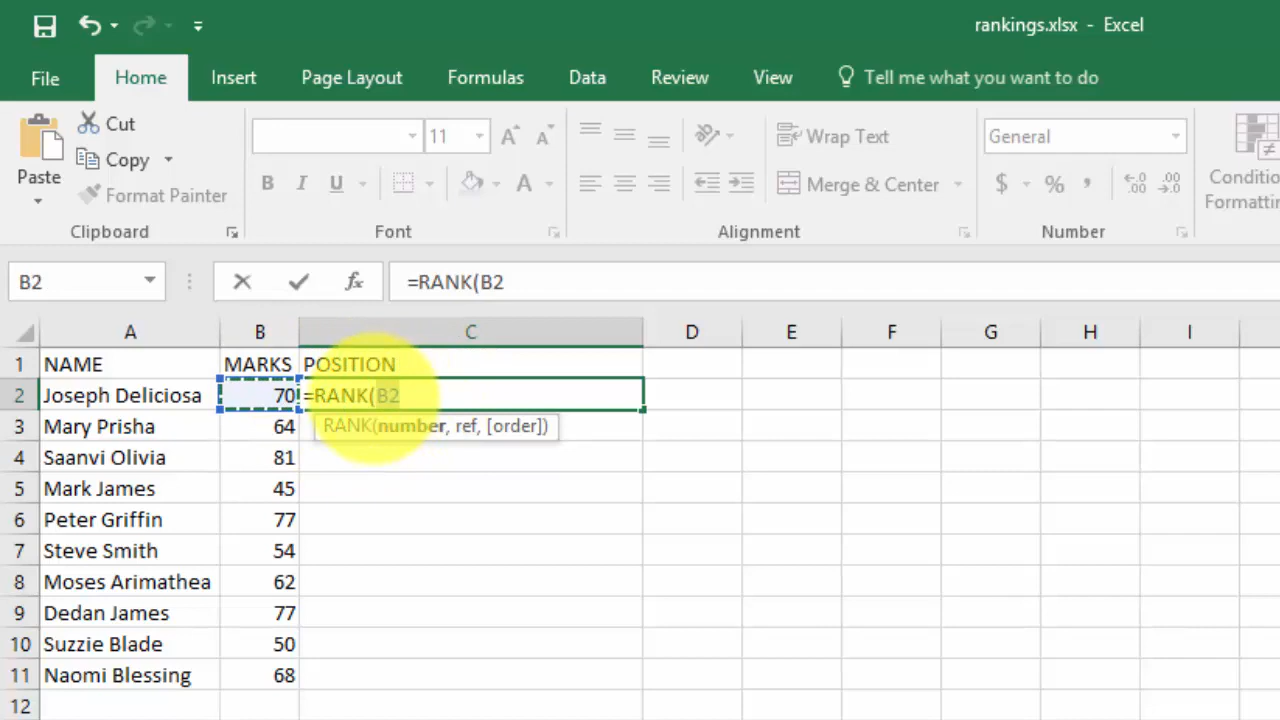 rankings.xlsx - Excel
File Home Insert Page Layout Formulas Data Review View Tell me what you want to do
Cut
Copy
Format Painter
Paste
Clipboard
11 A A
B I U A
Font
Wrap Text
Merge & Center
Alignment
General
$ % , .00 .0
Number
Conditio
Formattin
B2 fx =RANK(B2
A B C D E F G H I
1 NAME MARKS POSITION
2 Joseph Deliciosa 70 =RANK(B2
RANK(number, ref, [order])
3 Mary Prisha 64
4 Saanvi Olivia 81
5 Mark James 45
6 Peter Griffin 77
7 Steve Smith 54
8 Moses Arimathea 62
9 Dedan James 77
10 Suzzie Blade 50
11 Naomi Blessing 68
12